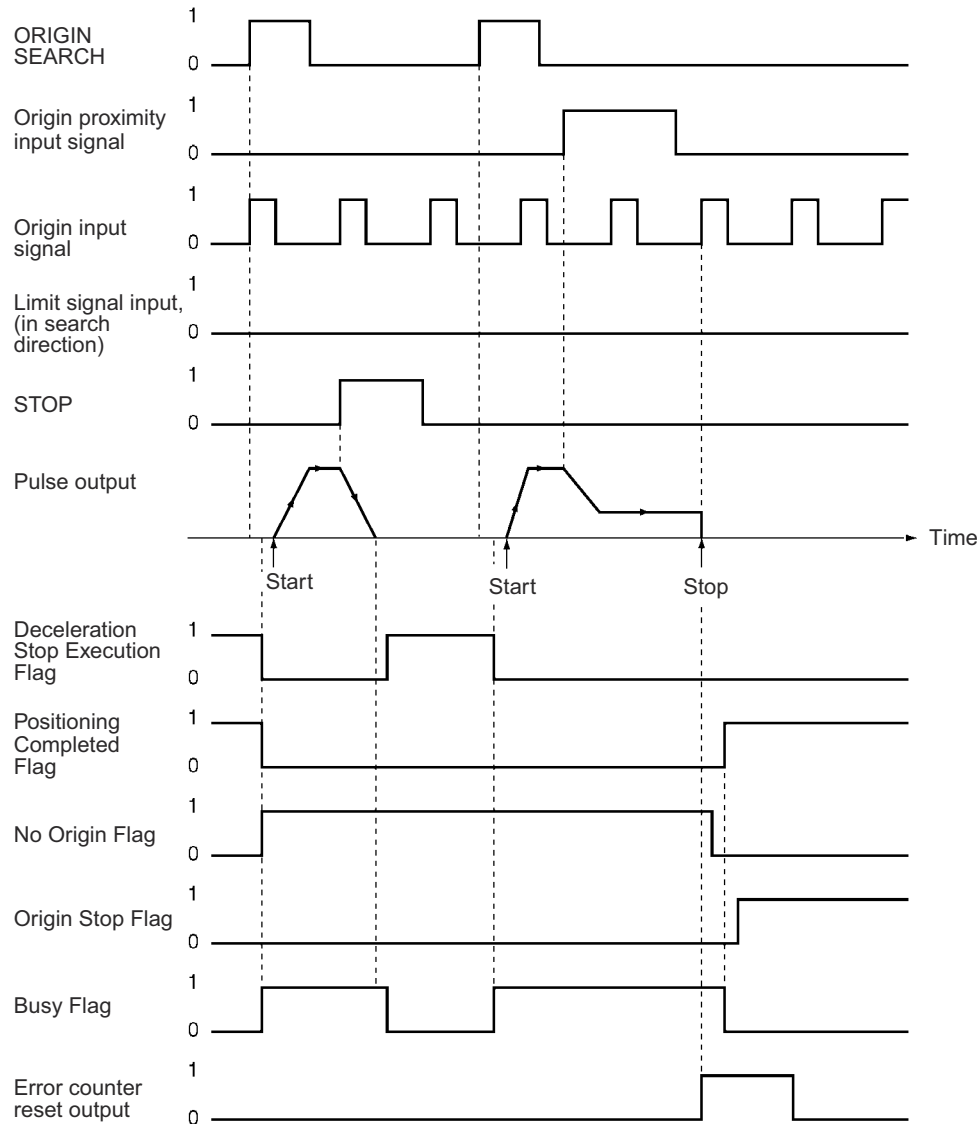 1
ORIGIN
SEARCH
0
1
Origin proximity
input signal
0
1
Origin input
signal
0
1
Limit signal input,
(in search
direction)
0
1
STOP
0
Pulse output
Time
Start
Start
Stop
Deceleration
Stop Execution
Flag
1
0
Positioning
Completed
Flag
1
0
1
No Origin Flag
0
1
Origin Stop Flag
0
1
Busy Flag
0
1
Error counter
reset output
0